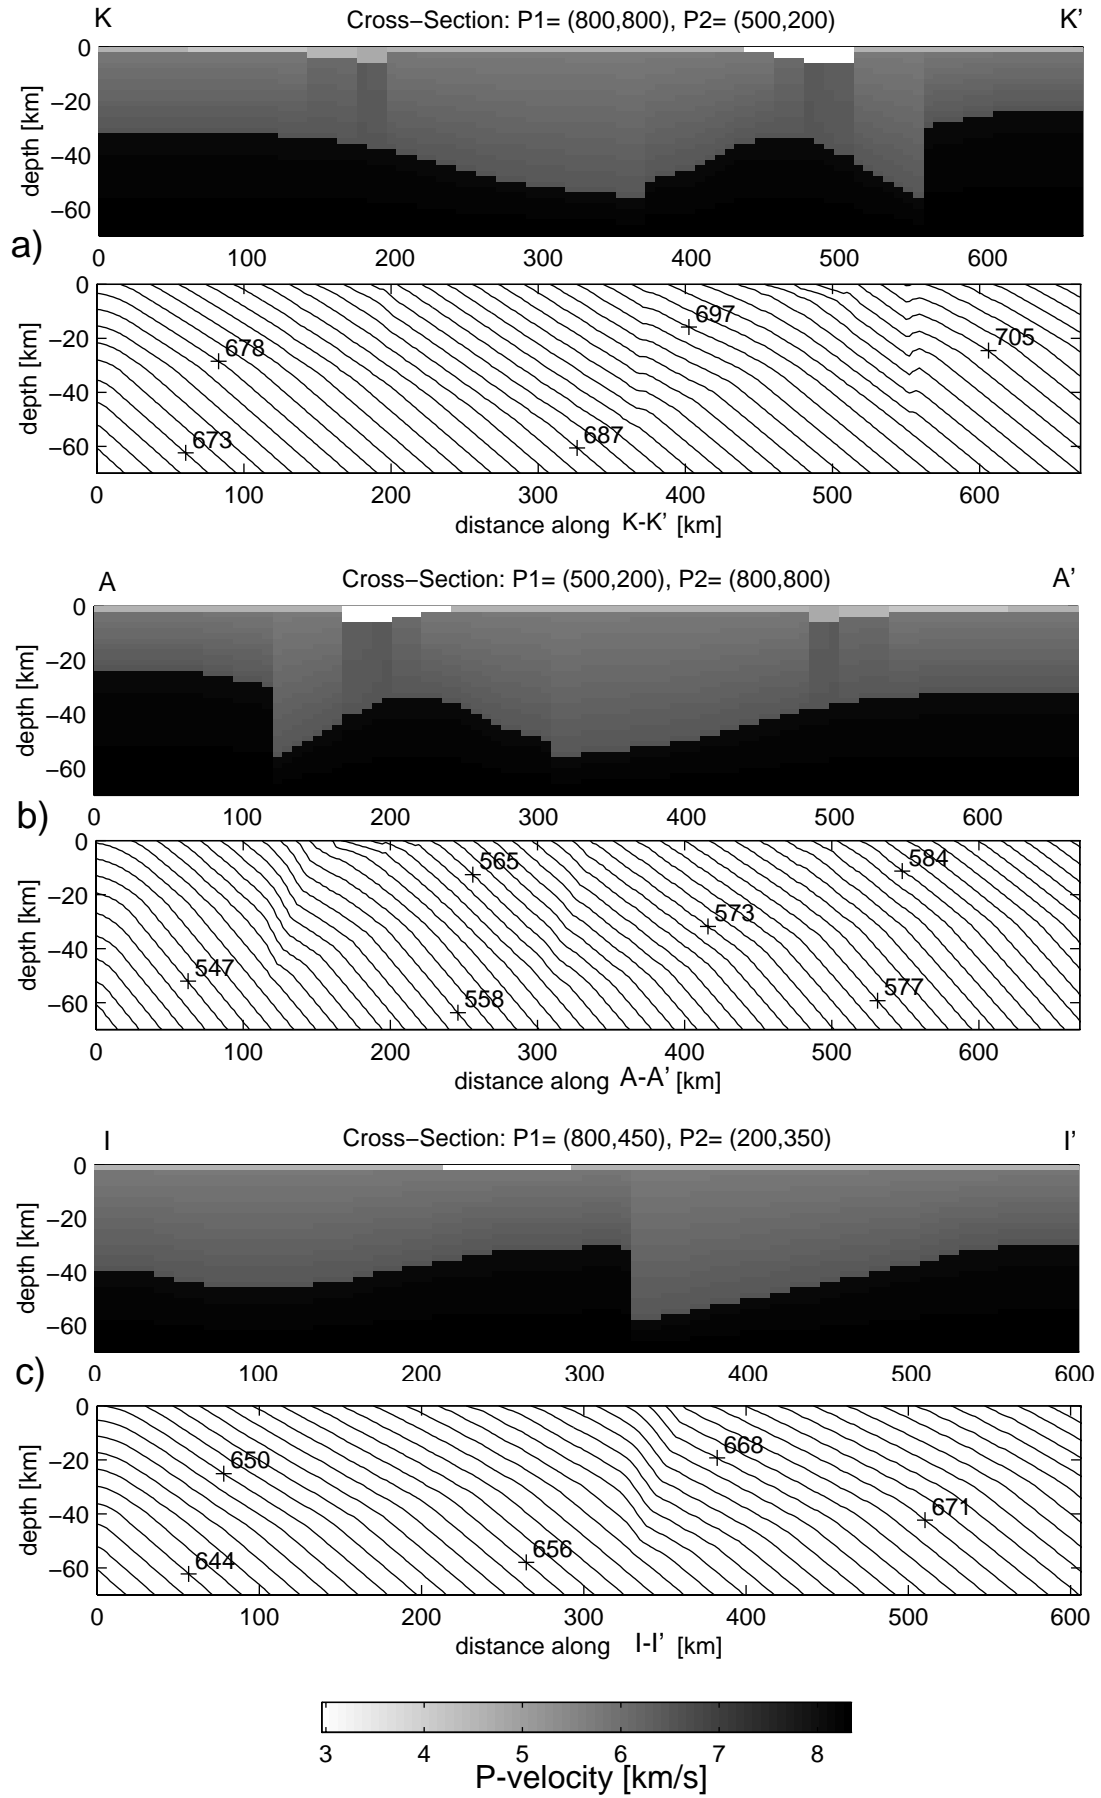 K Cross−Section: P1= (800,800), P2= (500,200) K’
0
−20
−40
−60
depth [km]
a)
0 100 200 300 400 500 600
0
−20
−40
−60
depth [km]
678
673
687
697
705
0 100 200 300 400 500 600
distance along K-K’ [km]
A Cross−Section: P1= (500,200), P2= (800,800) A’
0
−20
−40
−60
depth [km]
0 100 200 300 400 500 600
b)
0
−20
−40
−60
depth [km]
547
565
558
573
584
577
0 100 200 300 400 500 600
distance along A-A’ [km]
I Cross−Section: P1= (800,450), P2= (200,350) I’
0
−20
−40
−60
depth [km]
c)
0 100 200 300 400 500 600
0
−20
−40
−60
depth [km]
650
644
656
668
671
0 100 200 300 400 500 600
distance along I-I’ [km]
3 4 5 6 7 8
P-velocity [km/s]